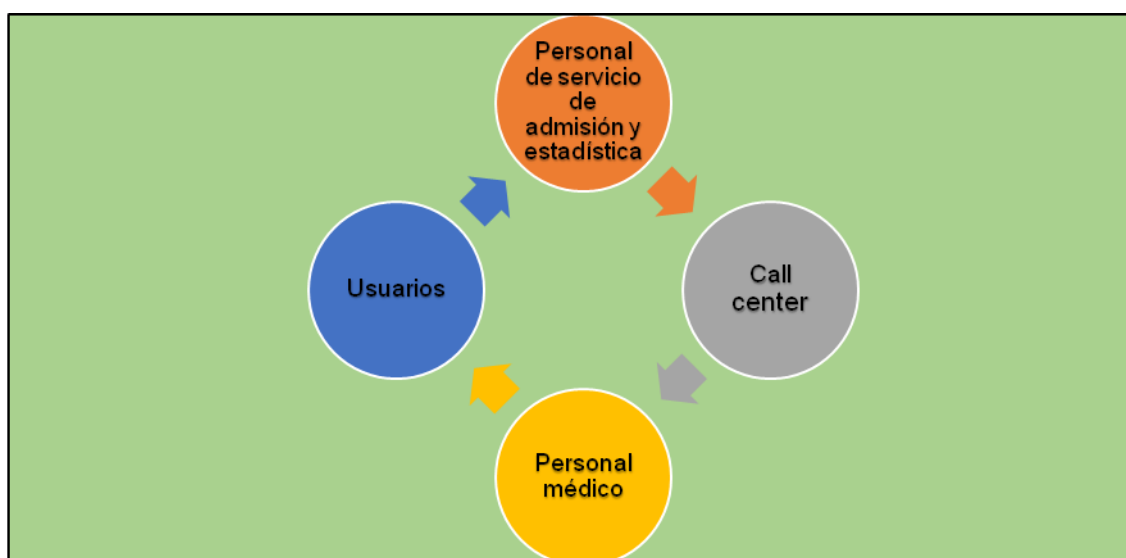 Personal
de servicio
de
admisión y
estadística
Usuarios
Call
center
Personal
médico